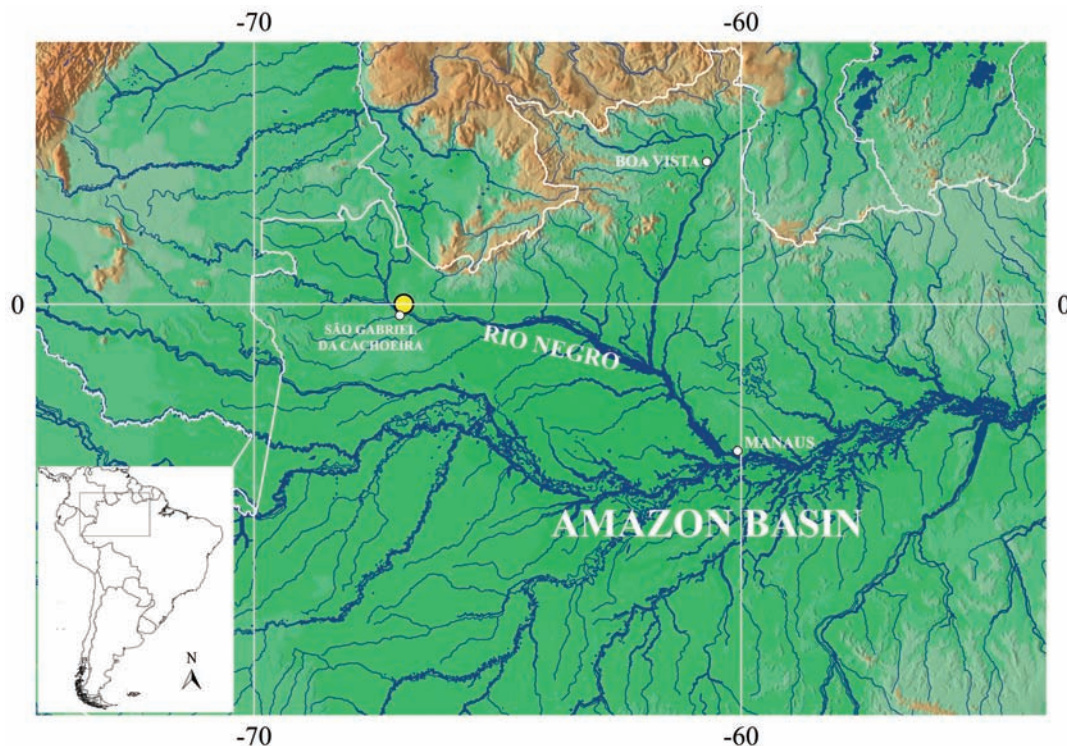 -70
-60
BOA VISTA
0
0
SÃO GABRIEL
DA CACHOEIRA
RIO NEGRO
MANAUS
AMAZON BASIN
N
-70
-60